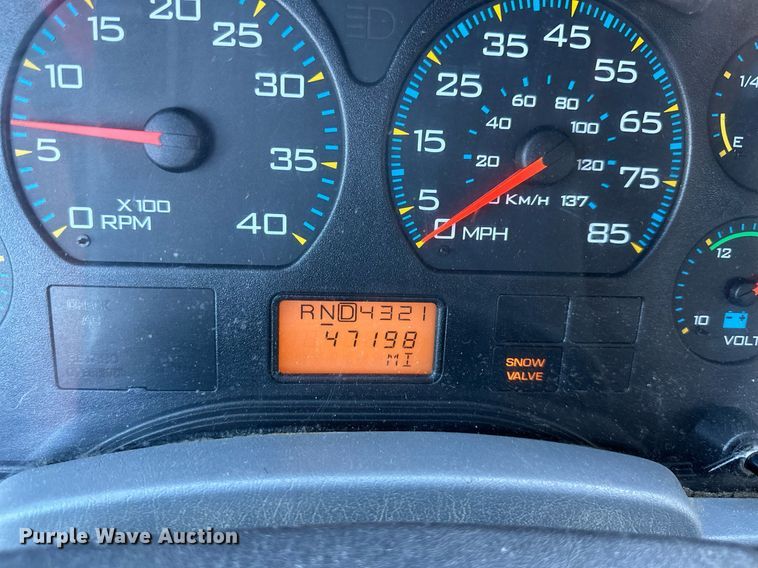 15 20 25
10 30
5 35
0 40
X100
RPM
35 45 55
25 60 80 65
15 40 100 75
5 20 120 85
0 MPH KM/H 137
1/4
E
12
10
VOLT
RND4321
47198
MI
SNOW
VALVE
Purple Wave Auction